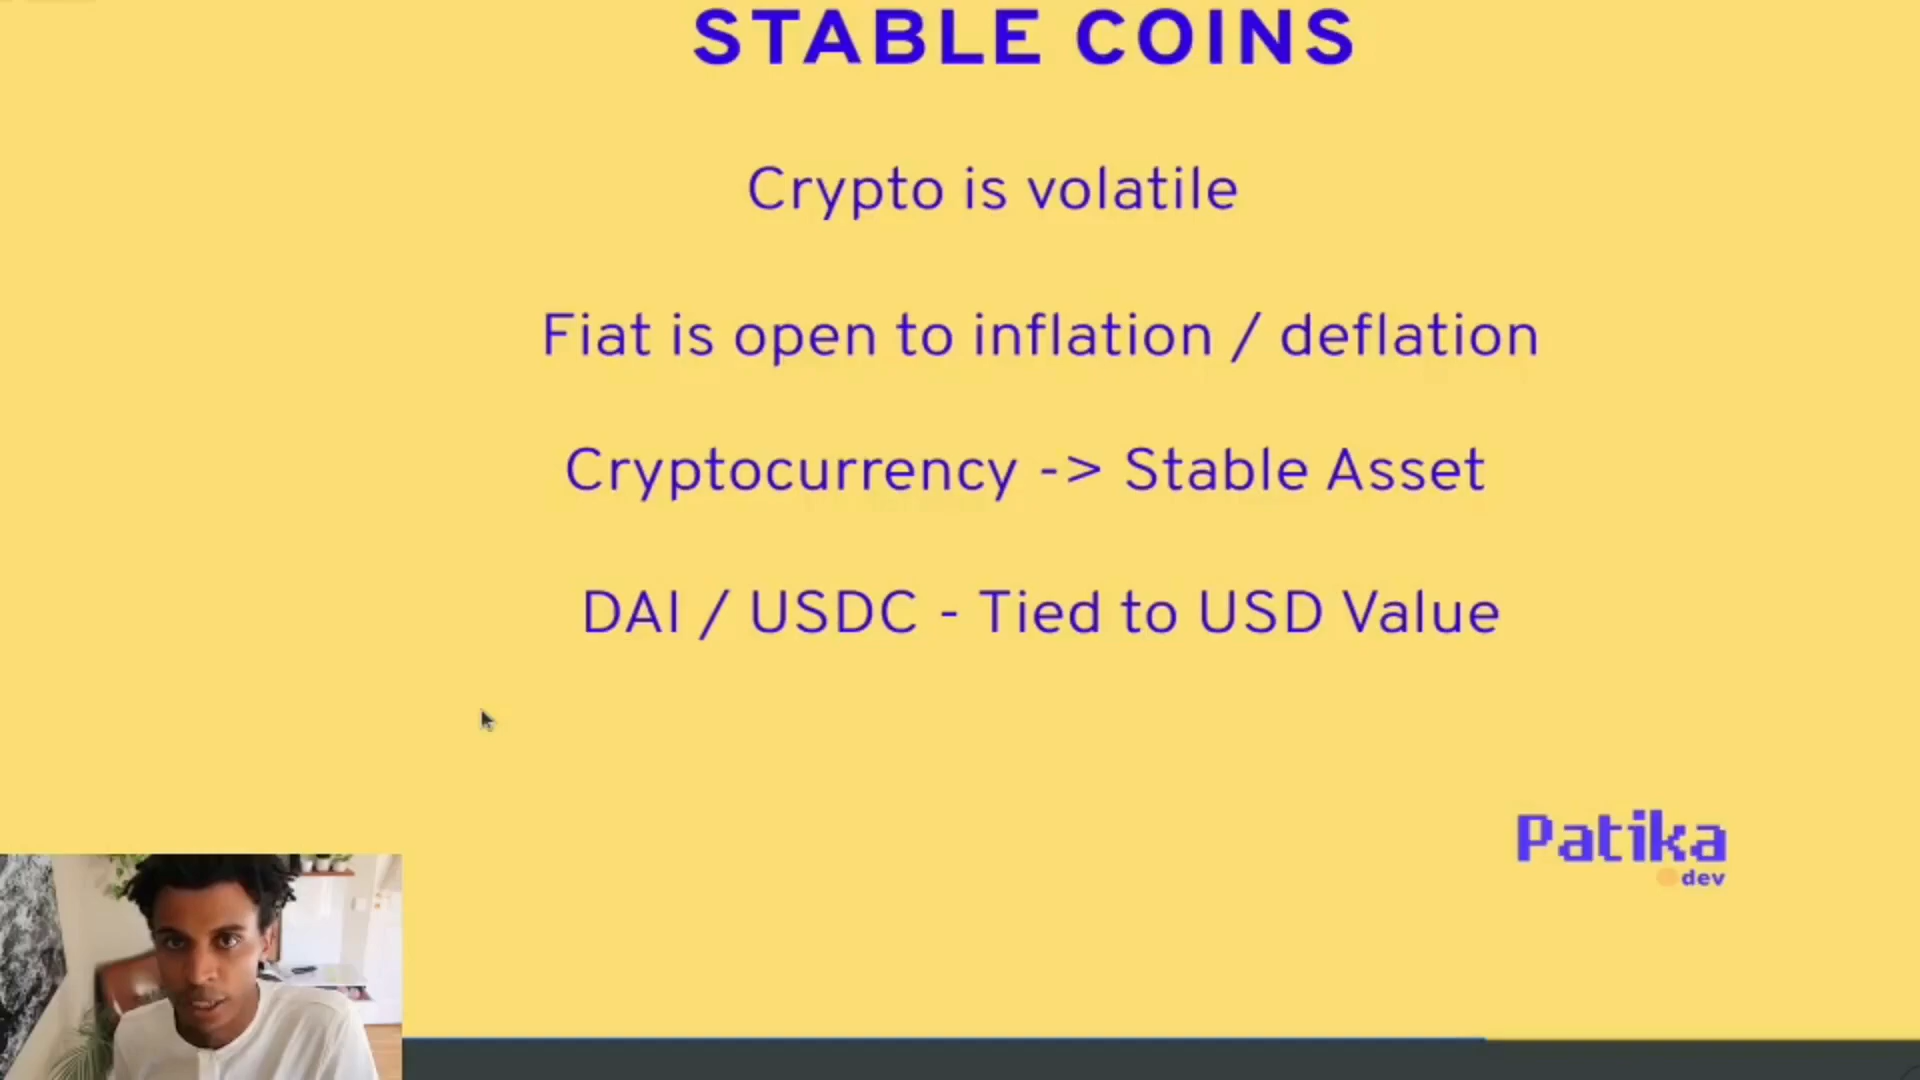 STABLE COINS
Crypto is volatile
Fiat is open to inflation / deflation
Cryptocurrency -> Stable Asset
DAI / USDC - Tied to USD Value
Patika
dev